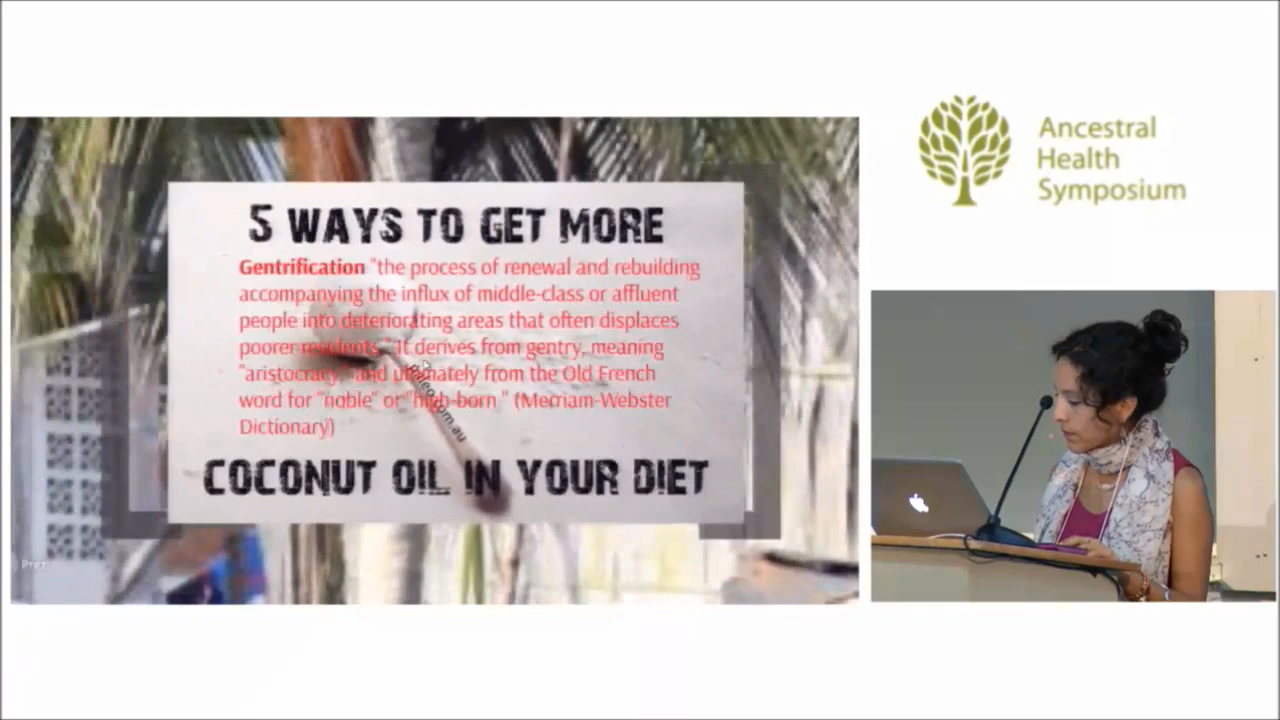 5 WAYS TO GET MORE
Gentrification "the process of renewal and rebuilding
accompanying the influx of middle-class or affluent
people into deteriorating areas that often displaces
poorer residents." It derives from gentry, meaning
"aristocracy," and ultimately from the Old French
word for "noble" or "high-born." (Merriam-Webster
Dictionary)
COCONUT OIL IN YOUR DIET
Ancestral
Health
Symposium